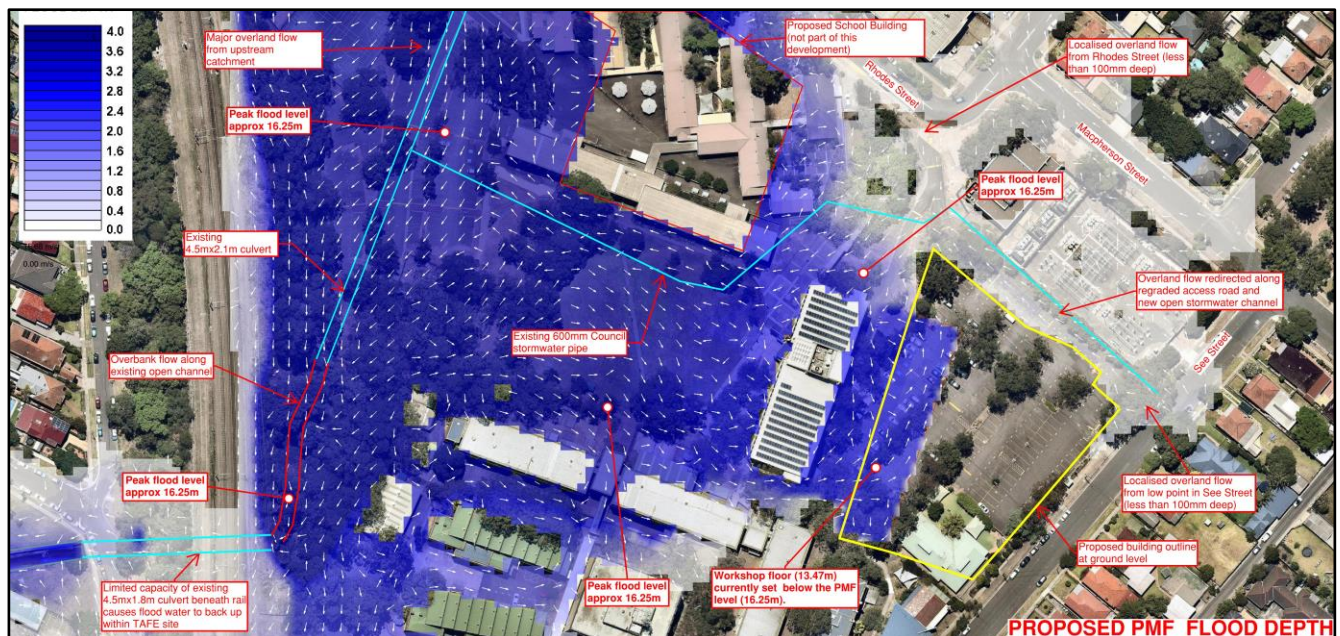 4.0
3.6
3.2
2.8
2.4
2.0
1.6
1.2
0.8
0.4
0.0
0.00 m/s
Major overland flow
from upstream
catchment
Peak flood level
approx 16.25m
Proposed School Building
(not part of this
development)
Rhodes Street
Localised overland flow
from Rhodes Street (less
than 100mm deep)
Macpherson Street
Peak flood level
approx 16.25m
Existing
4.5mx2.1m culvert
Overland flow redirected along
regraded access road and
new open stormwater channel
Existing 600mm Council
stormwater pipe
See Street
Overbank flow along
existing open channel
Peak flood level
approx 16.25m
Localised overland flow
from low point in See Street
(less than 100mm deep)
Proposed building outline
at ground level
Limited capacity of existing
4.5mx1.8m culvert beneath rail
causes flood water to back up
within TAFE site
Peak flood level
approx 16.25m
Workshop floor (13.47m)
currently set below the PMF
level (16.25m).
PROPOSED PMF FLOOD DEPTH